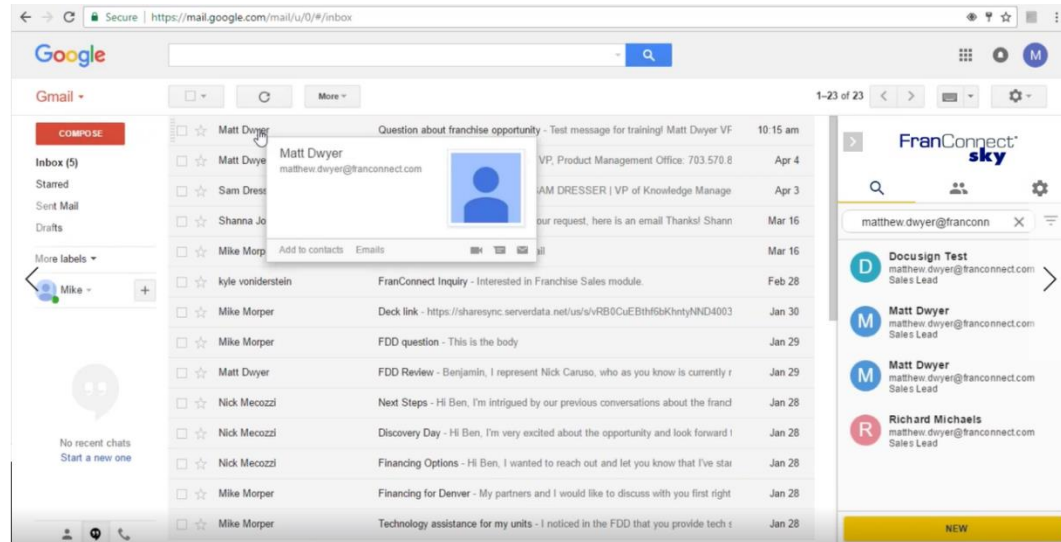 Secure | https://mail.google.com/mail/u/0/#/inbox
Google
M
Gmail
More
1–23 of 23
COMPOSE
Inbox (5)
Starred
Sent Mail
Drafts
More labels
Mike
No recent chats
Start a new one
Matt Dwyer Question about franchise opportunity - Test message for training! Matt Dwyer VF 10:15 am
Matt Dwye VP, Product Management Office: 703.570.8 Apr 4
Sam Dress AM DRESSER | VP of Knowledge Manage Apr 3
Shanna Jo our request, here is an email Thanks! Shann Mar 16
Mike Morp ail Mar 16
Matt Dwyer
matthew.dwyer@franconnect.com
Add to contacts Emails
kyle voniderstein FranConnect Inquiry - Interested in Franchise Sales module. Feb 28
Mike Morper Deck link - https://sharesync.serverdata.net/us/s/vRB0CuEBthf6bKhntyNND4003 Jan 30
Mike Morper FDD question - This is the body Jan 29
Matt Dwyer FDD Review - Benjamin, I represent Nick Caruso, who as you know is currently r Jan 29
Nick Mecozzi Next Steps - Hi Ben, I'm intrigued by our previous conversations about the franc Jan 28
Nick Mecozzi Discovery Day - Hi Ben, I'm very excited about the opportunity and look forward t Jan 28
Nick Mecozzi Financing Options - Hi Ben, I wanted to reach out and let you know that I've star Jan 28
Mike Morper Financing for Denver - My partners and I would like to discuss with you first right Jan 28
Mike Morper Technology assistance for my units - I noticed in the FDD that you provide tech s Jan 28
FranConnect
sky
matthew.dwyer@franconn
D
Docusign Test
matthew.dwyer@franconnect.com
Sales Lead
M
Matt Dwyer
matthew.dwyer@franconnect.com
Sales Lead
M
Matt Dwyer
matthew.dwyer@franconnect.com
Sales Lead
R
Richard Michaels
matthew.dwyer@franconnect.com
Sales Lead
NEW